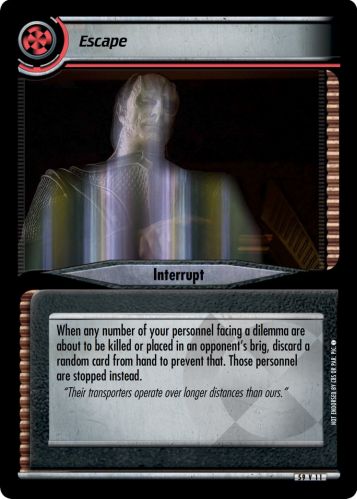 Escape
Interrupt
When any number of your personnel facing a dilemma are
about to be killed or placed in an opponent's brig, discard a
random card from hand to prevent that. Those personnel
are stopped instead.
"Their transporters operate over longer distances than ours."
NOT ENDORSED BY CBS OR PAR. PIC.
59 V 11